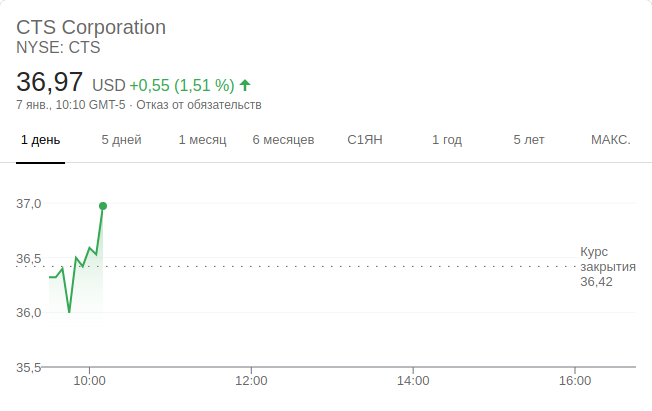 CTS Corporation
NYSE: CTS
36,97 USD +0,55 (1,51 %)
7 янв., 10:10 GMT-5 · Отказ от обязательств
1 день 5 дней 1 месяц 6 месяцев С1ЯН 1 год 5 лет МАКС.
37,0
36,5
36,0
35,5
Курс
закрытия
36,42
10:00 12:00 14:00 16:00